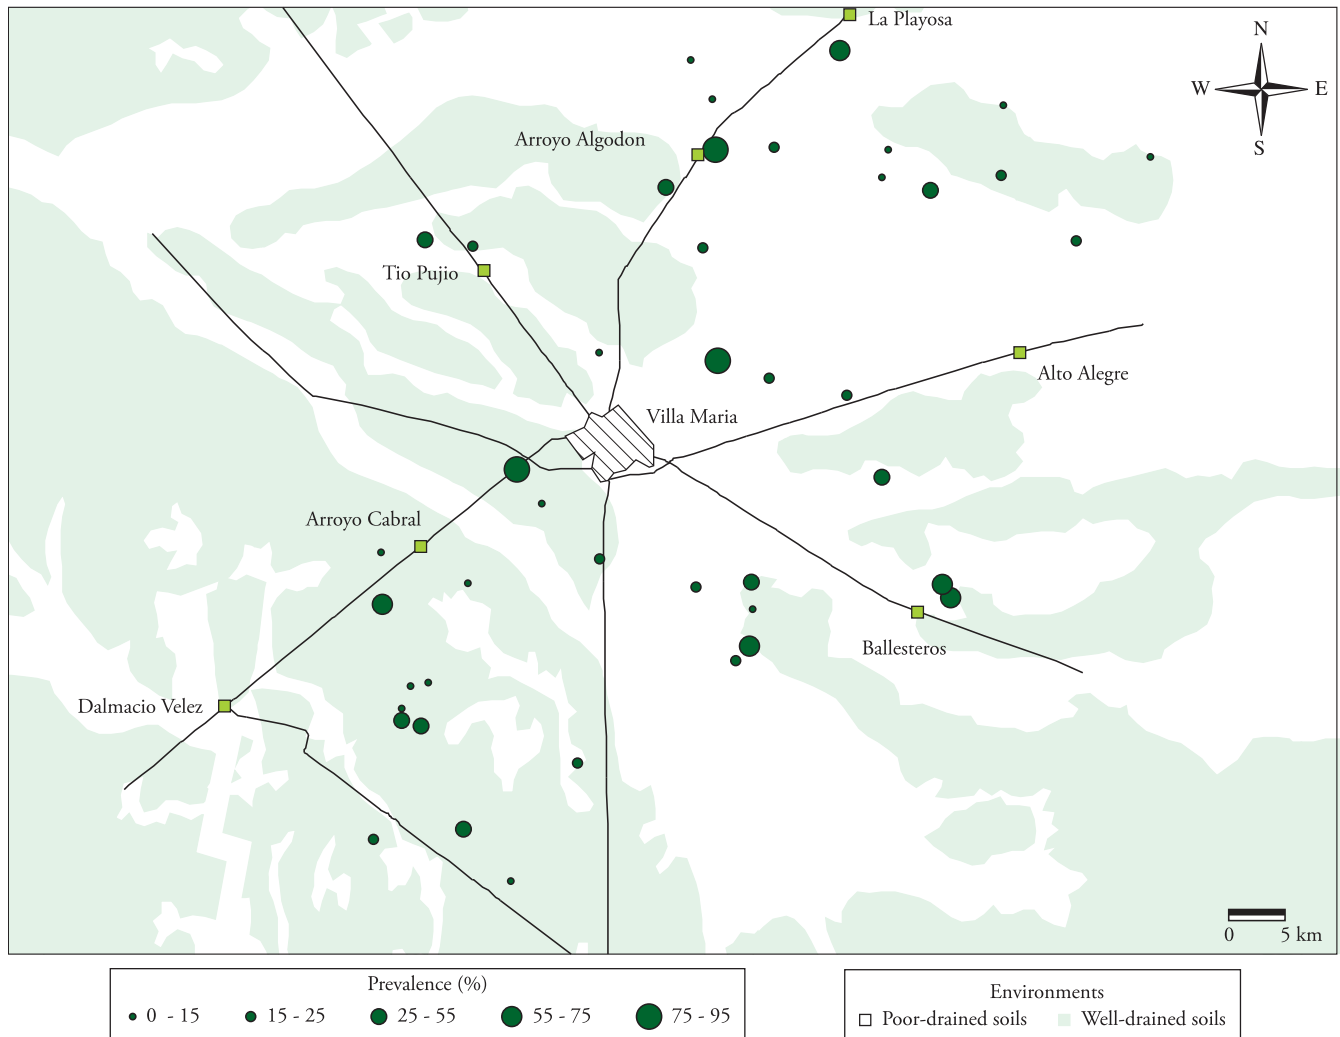 La Playosa
N
W E
S
Arroyo Algodon
Tio Pujio
Alto Alegre
Villa Maria
Arroyo Cabral
Ballesteros
Dalmacio Velez
0 5 km
Prevalence (%)
0 - 15 15 - 25 25 - 55 55 - 75 75 - 95
Environments
Poor-drained soils Well-drained soils